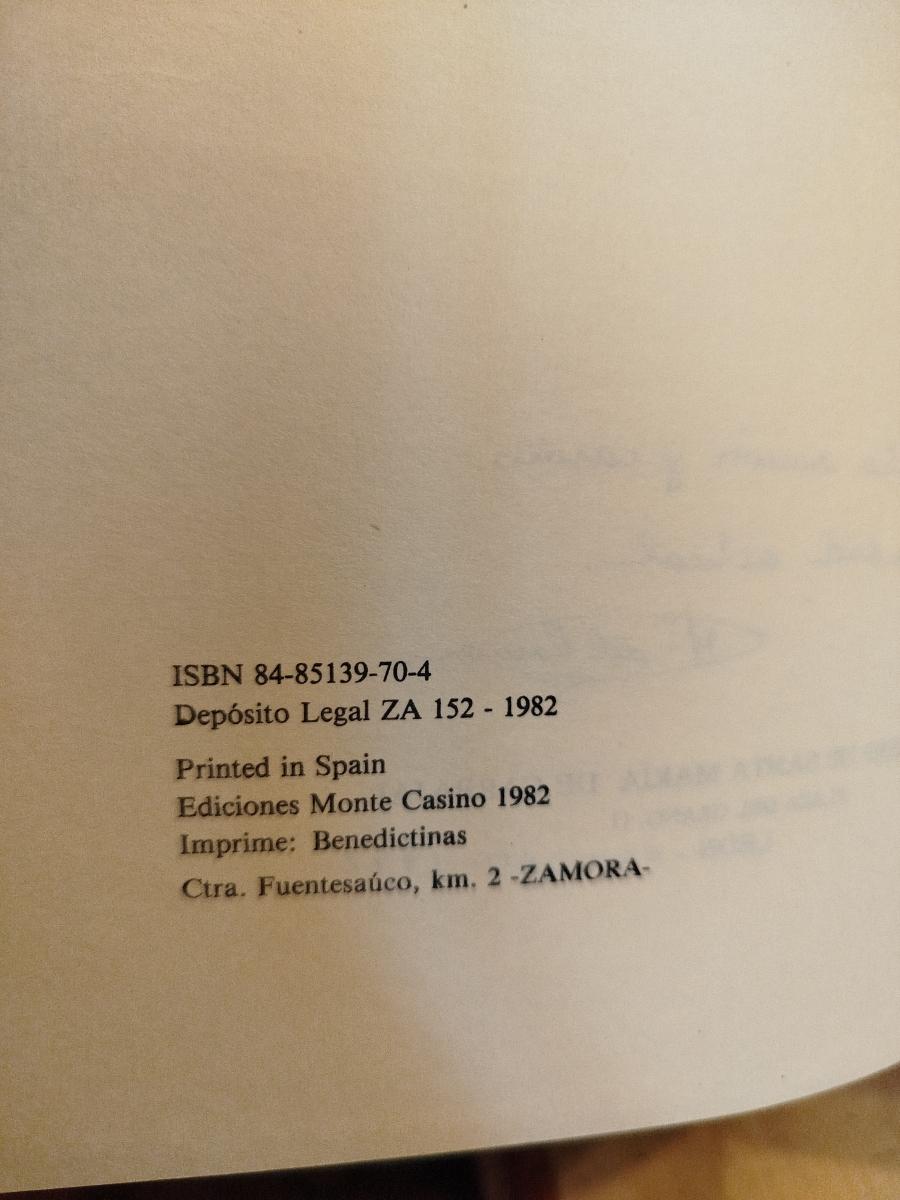 ISBN 84-85139-70-4
Depósito Legal ZA 152 - 1982
Printed in Spain
Ediciones Monte Casino 1982
Imprime: Benedictinas
Ctra. Fuentesaúco, km. 2 -ZAMORA-